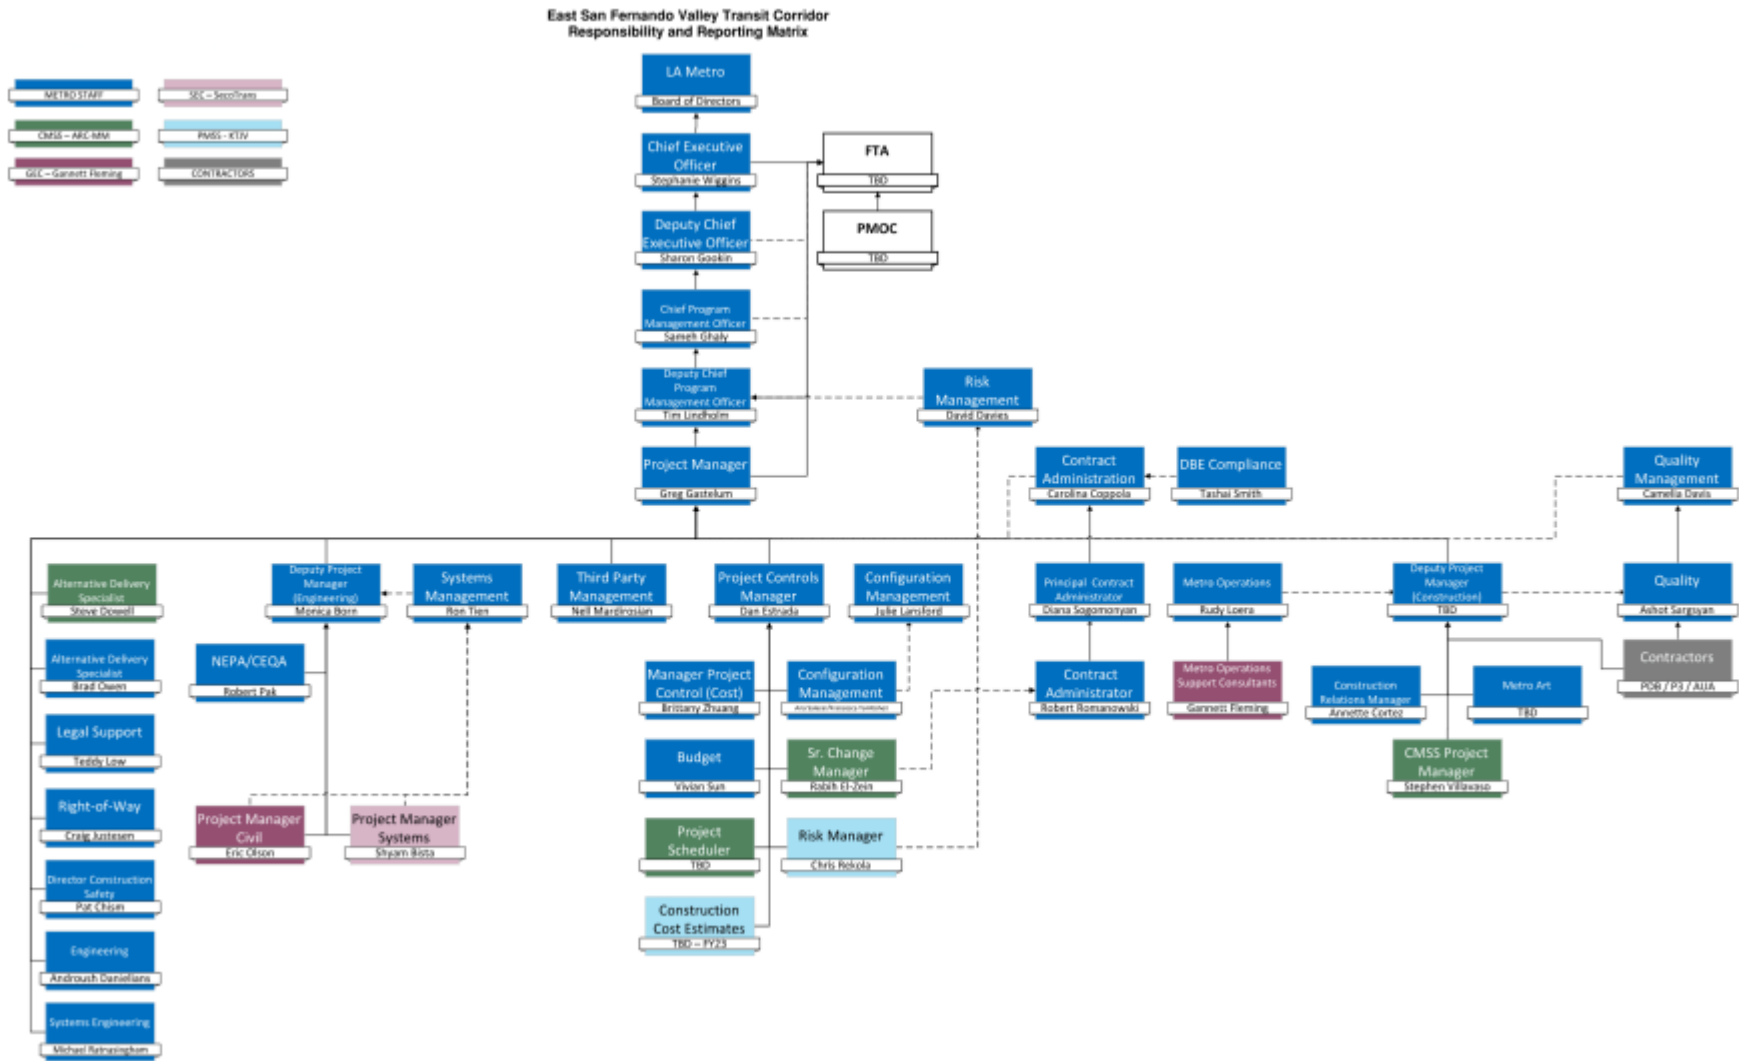 East San Fernando Valley Transit Corridor
Responsibility and Reporting Matrix
METRO STAFF
SEC – SecoTrans
CMSS – ARC-MM
PMSS - KTJV
GEC – Gannett Fleming
CONTRACTORS
LA Metro
Board of Directors
Chief Executive
Officer
Stephanie Wiggins
FTA
TBD
Deputy Chief
Executive Officer
Sharon Gookin
PMOC
TBD
Chief Program
Management Officer
Sameh Ghaly
Deputy Chief
Program
Management Officer
Tim Lindholm
Risk
Management
David Davies
Project Manager
Greg Gastelum
Contract
Administration
Carolina Coppola
DBE Compliance
Tashai Smith
Quality
Management
Camelia Davis
Alternative Delivery
Specialist
Steve Dowell
Deputy Project
Manager
(Engineering)
Monica Born
Systems
Management
Ron Tien
Third Party
Management
Nell Mardirosian
Project Controls
Manager
Dan Estrada
Configuration
Management
Julie Lansford
Principal Contract
Administrator
Diana Sogomonyan
Metro Operations
Rudy Loera
Deputy Project
Manager
(Construction)
TBD
Quality
Ashot Sargsyan
Alternative Delivery
Specialist
Brad Owen
NEPA/CEQA
Robert Pak
Manager Project
Control (Cost)
Brittany Zhuang
Configuration
Management
Contract
Administrator
Robert Romanowski
Metro Operations
Support Consultants
Gannett Fleming
Construction
Relations Manager
Annette Cortez
Metro Art
TBD
Contractors
PDB / P3 / AUA
Legal Support
Teddy Low
Budget
Vivian Sun
Sr. Change
Manager
Rabih El-Zein
CMSS Project
Manager
Stephen Villavaso
Right-of-Way
Craig Justesen
Project Manager
Civil
Eric Olson
Project Manager
Systems
Shyam Bista
Project
Scheduler
TBD
Risk Manager
Chris Rekola
Director Construction
Safety
Pat Chism
Construction
Cost Estimates
TBD – FY23
Engineering
Androush Danielians
Systems Engineering
Michael Ratnasingham